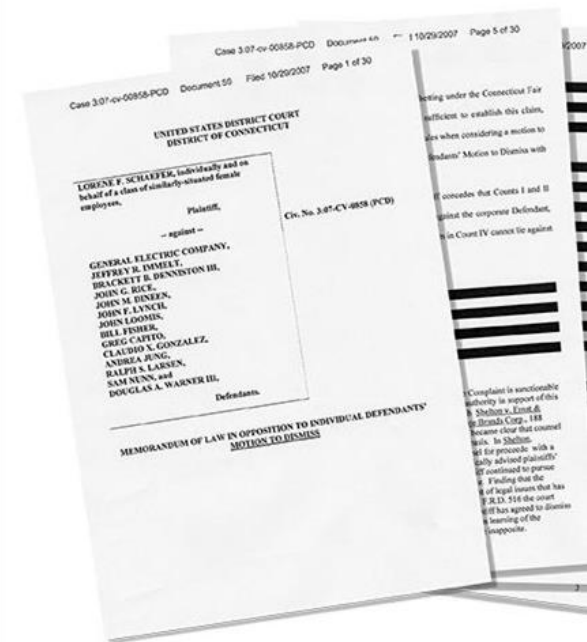 Case 3:07-cv-00858-PCD Document 50 Filed 10/29/2007 Page 1 of 30
UNITED STATES DISTRICT COURT
DISTRICT OF CONNECTICUT
LORENE F. SCHAEFER, individually and on
behalf of a class of similarly-situated female
employees,
Plaintiff,
-- against --
GENERAL ELECTRIC COMPANY,
JEFFREY R. IMMELT,
BRACKETT B. DENNISTON III,
JOHN G. RICE,
JOHN M. DINEEN,
JOHN F. LYNCH,
JOHN LOOMIS,
BILL FISHER,
GREG CAPITO,
CLAUDIO X. GONZALEZ,
ANDREA JUNG,
RALPH S. LARSEN,
SAM NUNN, and
DOUGLAS A. WARNER III,
Defendants.
Civ. No. 3:07-CV-0858 (PCD)
MEMORANDUM OF LAW IN OPPOSITION TO INDIVIDUAL DEFENDANTS'
MOTION TO DISMISS
Case 3:07-cv-00858-PCD 10/29/2007 Page 5 of 30
under the Connecticut Fair
sufficient to establish this claim,
when considering a motion to
Motion to Dismiss with
concedes that Counts I and II
against the corporate Defendant,
in Count IV cannot lie against
Complaint is sanctionable
authority in support of this
Shelton v. Ernst &
Brands Corp., 188
became clear that counsel
In Shelton,
for proceede with a
advised plaintiffs'
continued to pursue
Finding that the
of legal issues that has
F.R.D. 516 the court
has agreed to dismiss
learning of the
inapposite.
2007